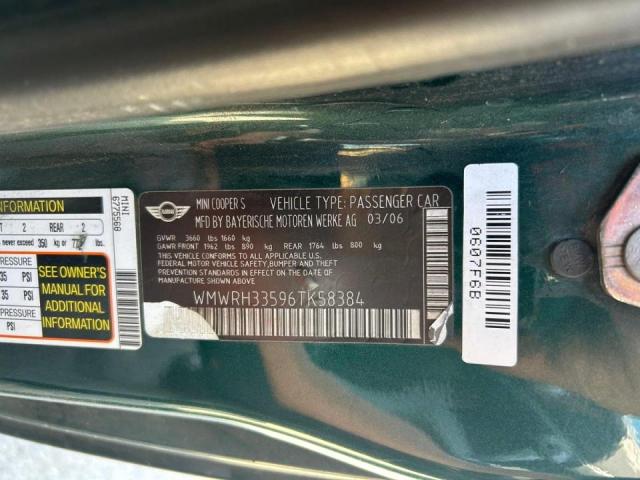 MINI COOPER S VEHICLE TYPE: PASSENGER CAR
MFD BY BAYERISCHE MOTOREN WERKE AG 03/06
GVWR 3660 lbs 1660 kg
GAWR FRONT 1962 lbs 890 kg REAR 1764 lbs 800 kg
THIS VEHICLE CONFORMS TO ALL APPLICABLE
FEDERAL MOTOR VEHICLE SAFETY, BUMPER AND THEFT
PREVENTION STANDARDS IN EFFECT ON THE DATE OF
MANUFACTURE SHOWN ABOVE
WMWRH33596TK58384
INFORMATION
2 REAR 2
never exceed 350 kg or
PRESSURE
35 PSI
35 PSI
PRESSURE
PSI
SEE OWNER'S
MANUAL FOR
ADDITIONAL
INFORMATION
MINI
6775568
0607F6B